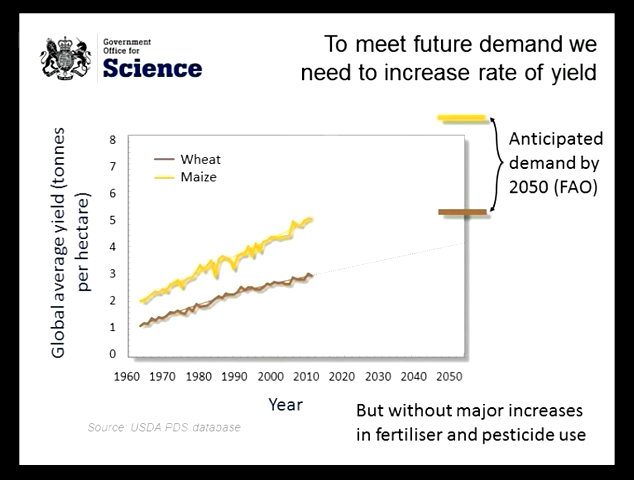 Government
Office for
Science
To meet future demand we
need to increase rate of yield
Global average yield (tonnes
per hectare)
8
7
6
5
4
3
2
1
0
Wheat
Maize
Anticipated
demand by
2050 (FAO)
1960 1970 1980 1990 2000 2010 2020 2030 2040 2050
Year
Source: USDA PDS database
But without major increases
in fertiliser and pesticide use